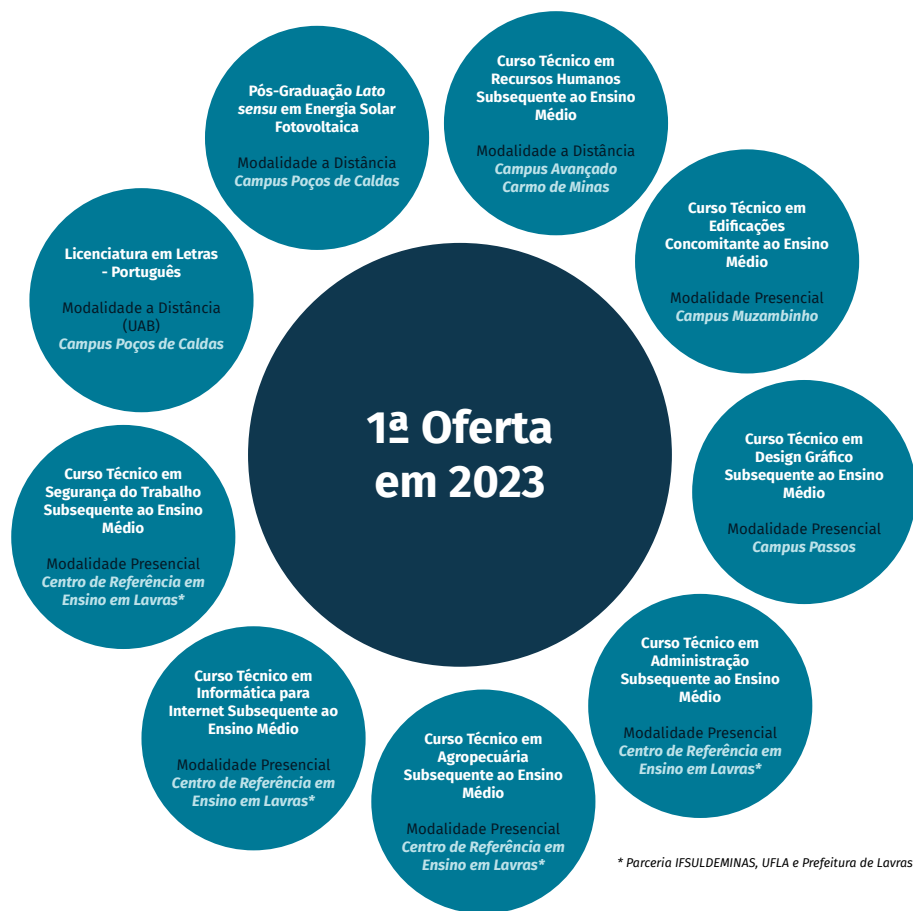 1ª Oferta
em 2023
Curso Técnico em
Recursos Humanos
Subsequente ao Ensino
Médio
Modalidade a Distância
Campus Avançado
Carmo de Minas
Curso Técnico em
Edificações
Concomitante ao Ensino
Médio
Modalidade Presencial
Campus Muzambinho
Curso Técnico em
Design Gráfico
Subsequente ao Ensino
Médio
Modalidade Presencial
Campus Passos
Curso Técnico em
Administração
Subsequente ao Ensino
Médio
Modalidade Presencial
Centro de Referência em
Ensino em Lavras*
Curso Técnico em
Agropecuária
Subsequente ao Ensino
Médio
Modalidade Presencial
Centro de Referência em
Ensino em Lavras*
Curso Técnico em
Informática para
Internet Subsequente ao
Ensino Médio
Modalidade Presencial
Centro de Referência em
Ensino em Lavras*
Curso Técnico em
Segurança do Trabalho
Subsequente ao Ensino
Médio
Modalidade Presencial
Centro de Referência em
Ensino em Lavras*
Licenciatura em Letras
- Português
Modalidade a Distância
(UAB)
Campus Poços de Caldas
Pós-Graduação Lato
sensu em Energia Solar
Fotovoltaica
Modalidade a Distância
Campus Poços de Caldas
* Parceria IFSULDEMINAS, UFLA e Prefeitura de Lavras